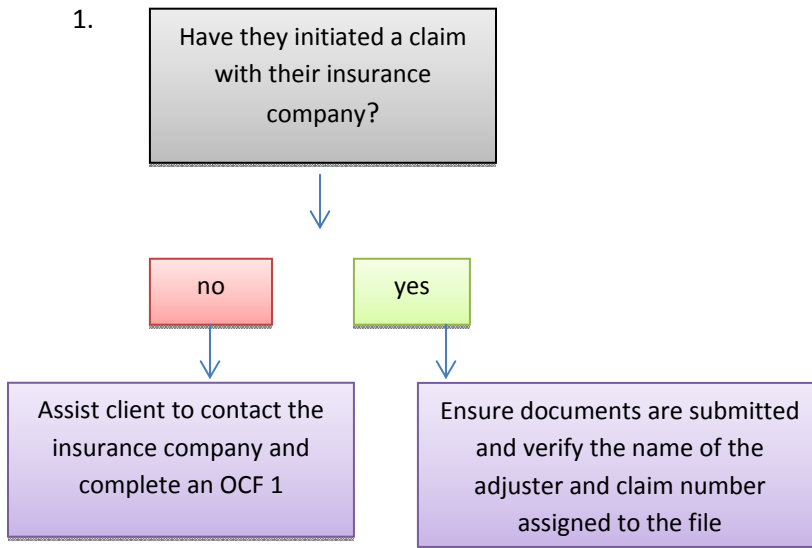 1.
Have they initiated a claim
with their insurance
company?
no
yes
Assist client to contact the
insurance company and
complete an OCF 1
Ensure documents are submitted
and verify the name of the
adjuster and claim number
assigned to the file